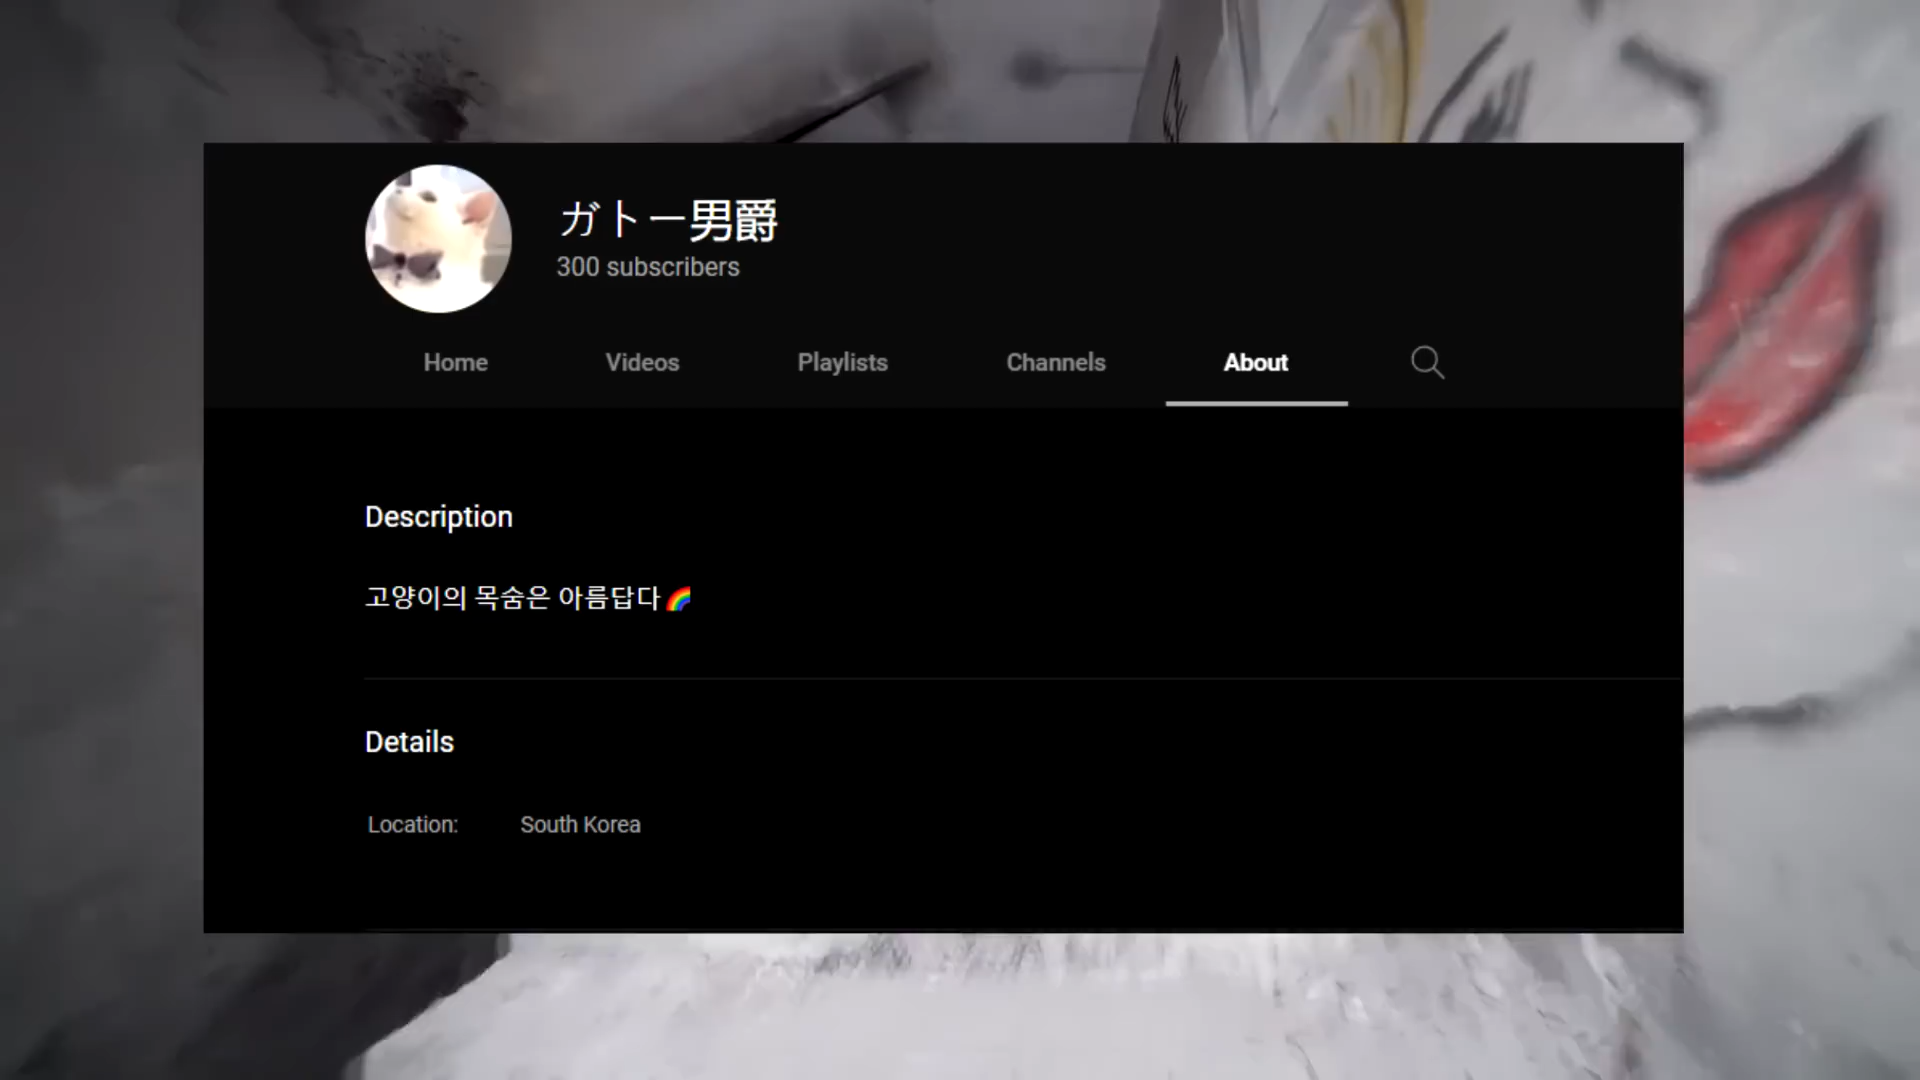 ガトー男爵
300 subscribers
Home Videos Playlists Channels About
Description
고양이의 목숨은 아름답다🌈
Details
Location: South Korea